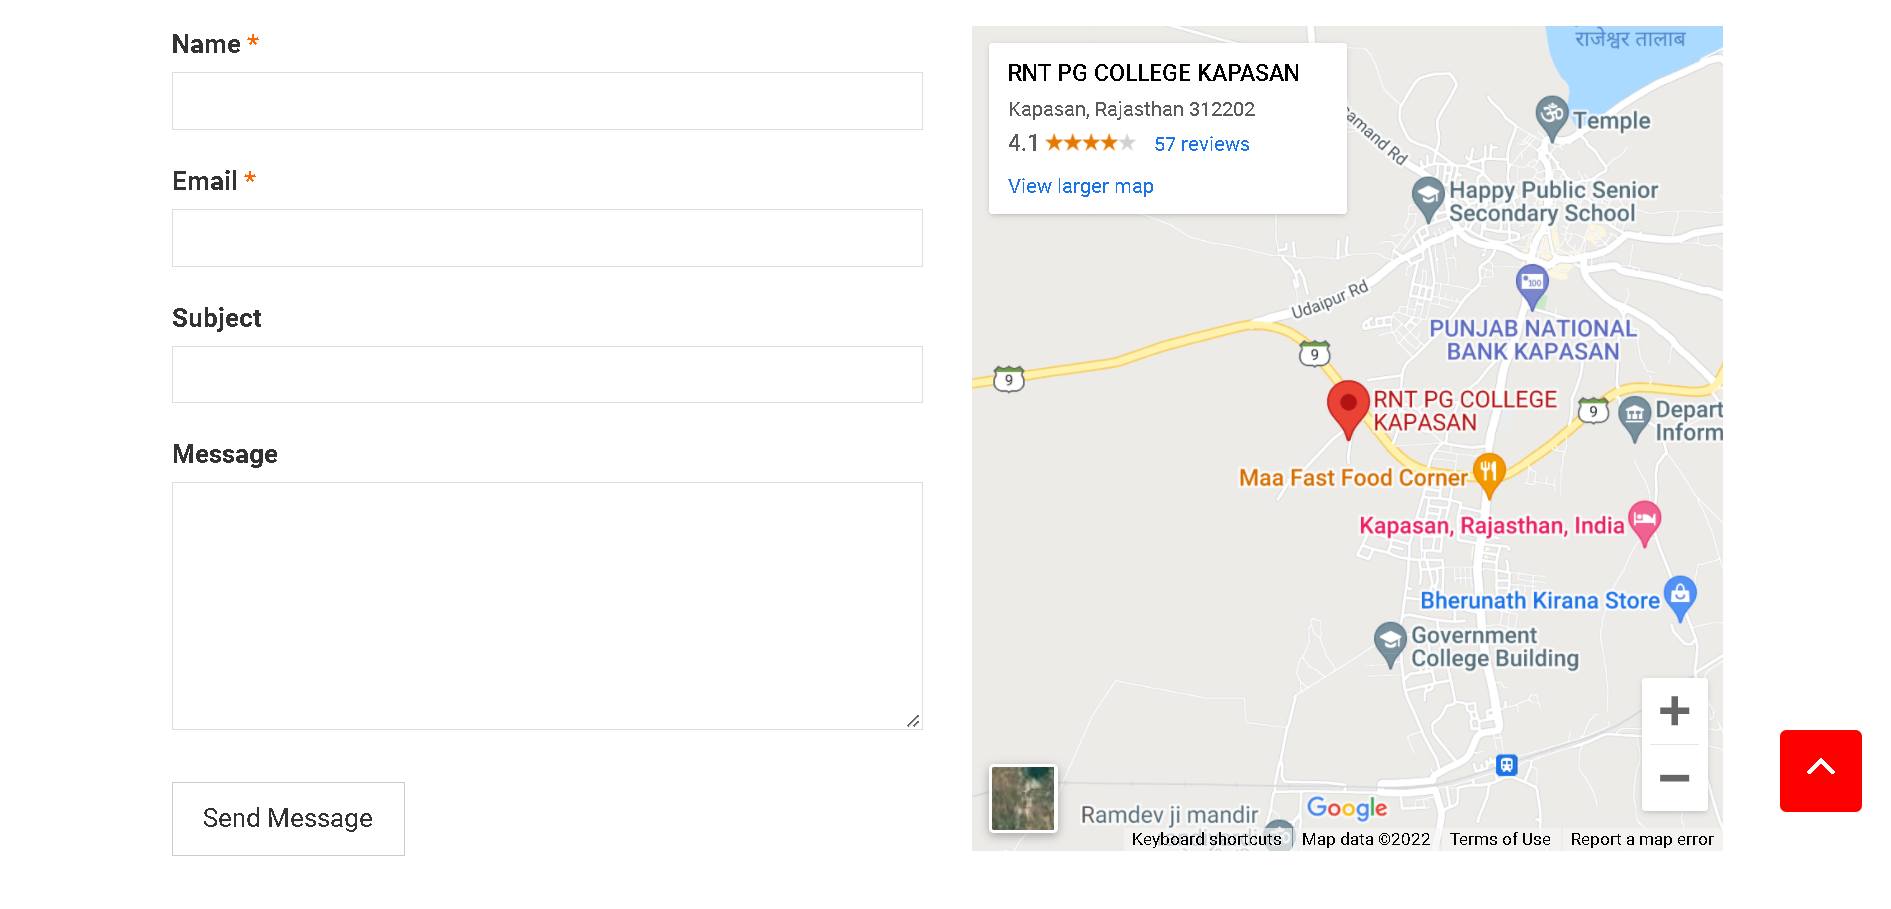 Name *
Email *
Subject
Message
Send Message
राजेश्वर तालाब
RNT PG COLLEGE KAPASAN
Kapasan, Rajasthan 312202
4.1
57 reviews
View larger map
amand Rd
Temple
Happy Public Senior
Secondary School
Udaipur Rd
100
PUNJAB NATIONAL
BANK KAPASAN
9
9
RNT PG COLLEGE
KAPASAN
9
Depart
Inform
Maa Fast Food Corner
Kapasan, Rajasthan, India
Bherunath Kirana Store
Government
College Building
Ramdev ji mandir
Google
Keyboard shortcuts
Map data ©2022
Terms of Use
Report a map error